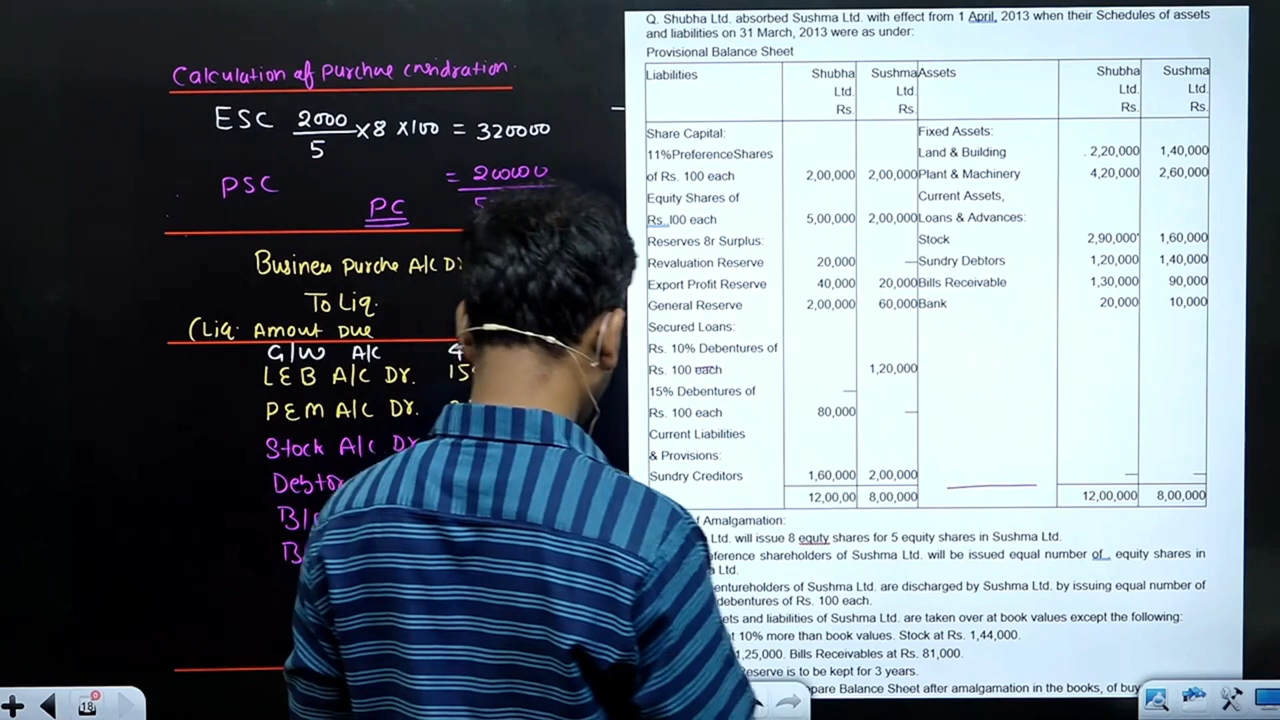 Calculation of Purchase Consideration
ESC 2000/5 ×8 ×100 = 320000
PSC = 200000
PC
Business Purchase A/C Dr
To Liq.
(Liq. Amount Due
G/W A/C 4
L & B A/C Dr. 15
P & M A/C Dr.
Stock A/C Dr
Debto
B/
B
18
Q. Shubha Ltd. absorbed Sushma Ltd. with effect from 1 April, 2013 when their Schedules of assets
and liabilities on 31 March, 2013 were as under:
Provisional Balance Sheet
Liabilities Shubha Ltd. Rs. Sushma Ltd. Rs. Assets Shubha Ltd. Rs. Sushma Ltd. Rs.
Share Capital: Fixed Assets:
11%PreferenceShares Land & Building 2,20,000 1,40,000
of Rs. 100 each 2,00,000 2,00,000 Plant & Machinery 4,20,000 2,60,000
Equity Shares of Current Assets,
Rs. I00 each 5,00,000 2,00,000 Loans & Advances:
Reserves 8r Surplus: Stock 2,90,000 1,60,000
Revaluation Reserve 20,000 — Sundry Debtors 1,20,000 1,40,000
Export Profit Reserve 40,000 20,000 Bills Receivable 1,30,000 90,000
General Reserve 2,00,000 60,000 Bank 20,000 10,000
Secured Loans:
Rs. 10% Debentures of
Rs. 100 each 1,20,000
15% Debentures of —
Rs. 100 each 80,000 —
Current Liabilities
& Provisions:
Sundry Creditors 1,60,000 2,00,000 — —
12,00,00 8,00,000 12,00,000 8,00,000
Amalgamation:
Ltd. will issue 8 equty shares for 5 equity shares in Sushma Ltd.
ference shareholders of Sushma Ltd. will be issued equal number of equity shares in
Ltd.
entureholders of Sushma Ltd. are discharged by Sushma Ltd. by issuing equal number of
debentures of Rs. 100 each.
ets and liabilities of Sushma Ltd. are taken over at book values except the following:
10% more than book values. Stock at Rs. 1,44,000.
1,25,000. Bills Receivables at Rs. 81,000.
Reserve is to be kept for 3 years.
pare Balance Sheet after amalgamation in the books, of buy